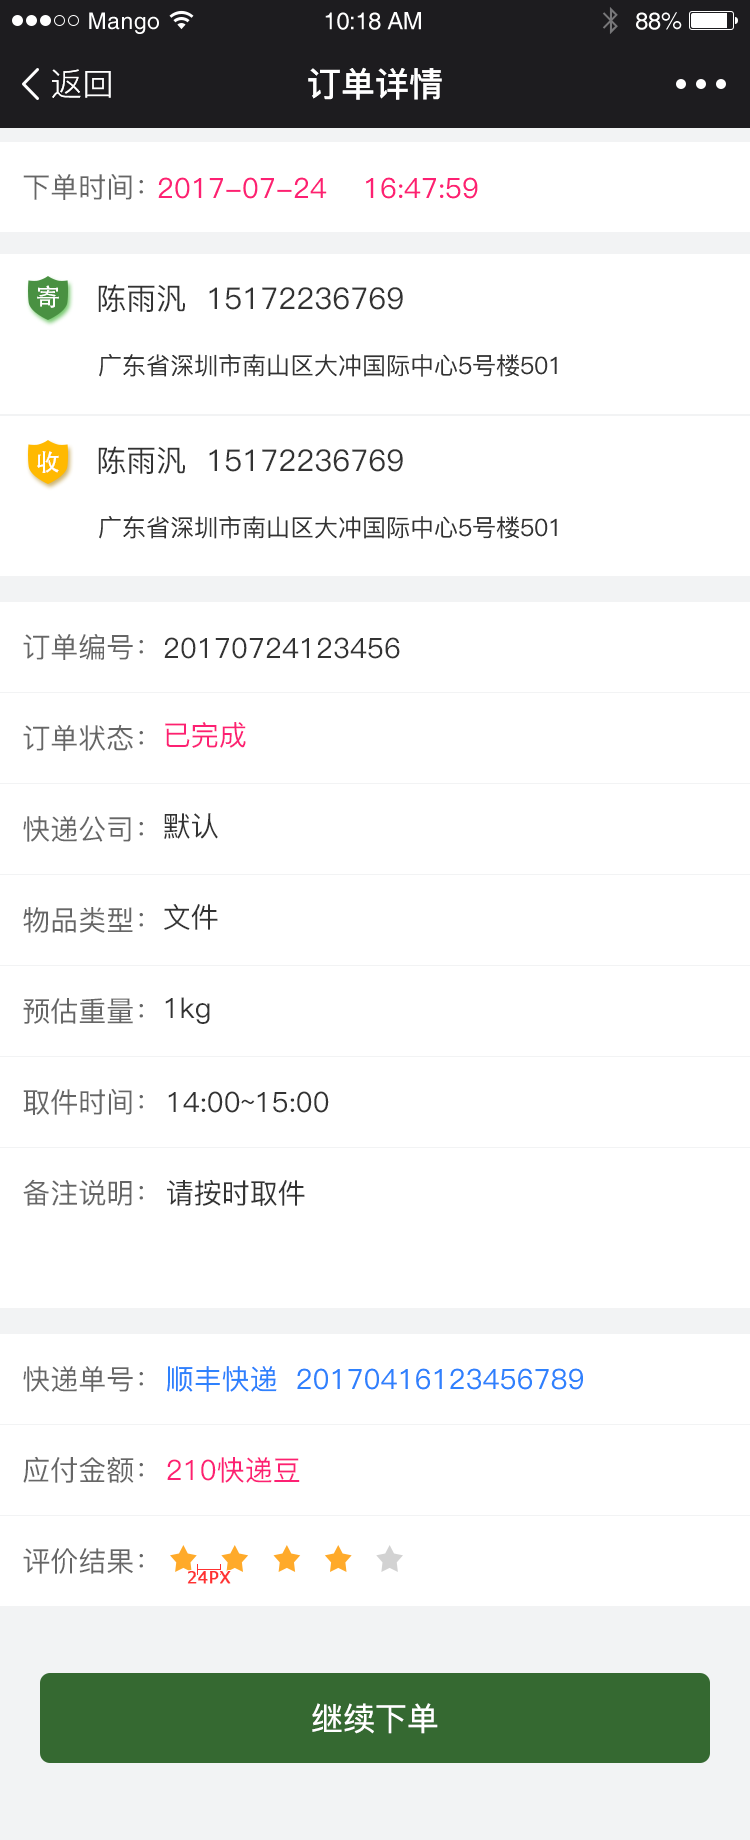 Mango 10:18 AM 88%
返回 订单详情
下单时间: 2017-07-24 16:47:59
寄 陈雨汎 15172236769
广东省深圳市南山区大冲国际中心5号楼501
收 陈雨汎 15172236769
广东省深圳市南山区大冲国际中心5号楼501
订单编号: 20170724123456
订单状态: 已完成
快递公司: 默认
物品类型: 文件
预估重量: 1kg
取件时间: 14:00~15:00
备注说明: 请按时取件
快递单号: 顺丰快递 20170416123456789
应付金额: 210快递豆
评价结果:
24PX
继续下单